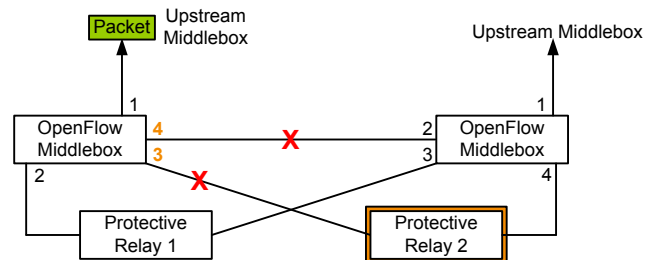 Packet
Upstream
Middlebox
Upstream Middlebox
1
1
OpenFlow
Middlebox
4
3
2
X
2
3
OpenFlow
Middlebox
4
X
Protective
Relay 1
Protective
Relay 2